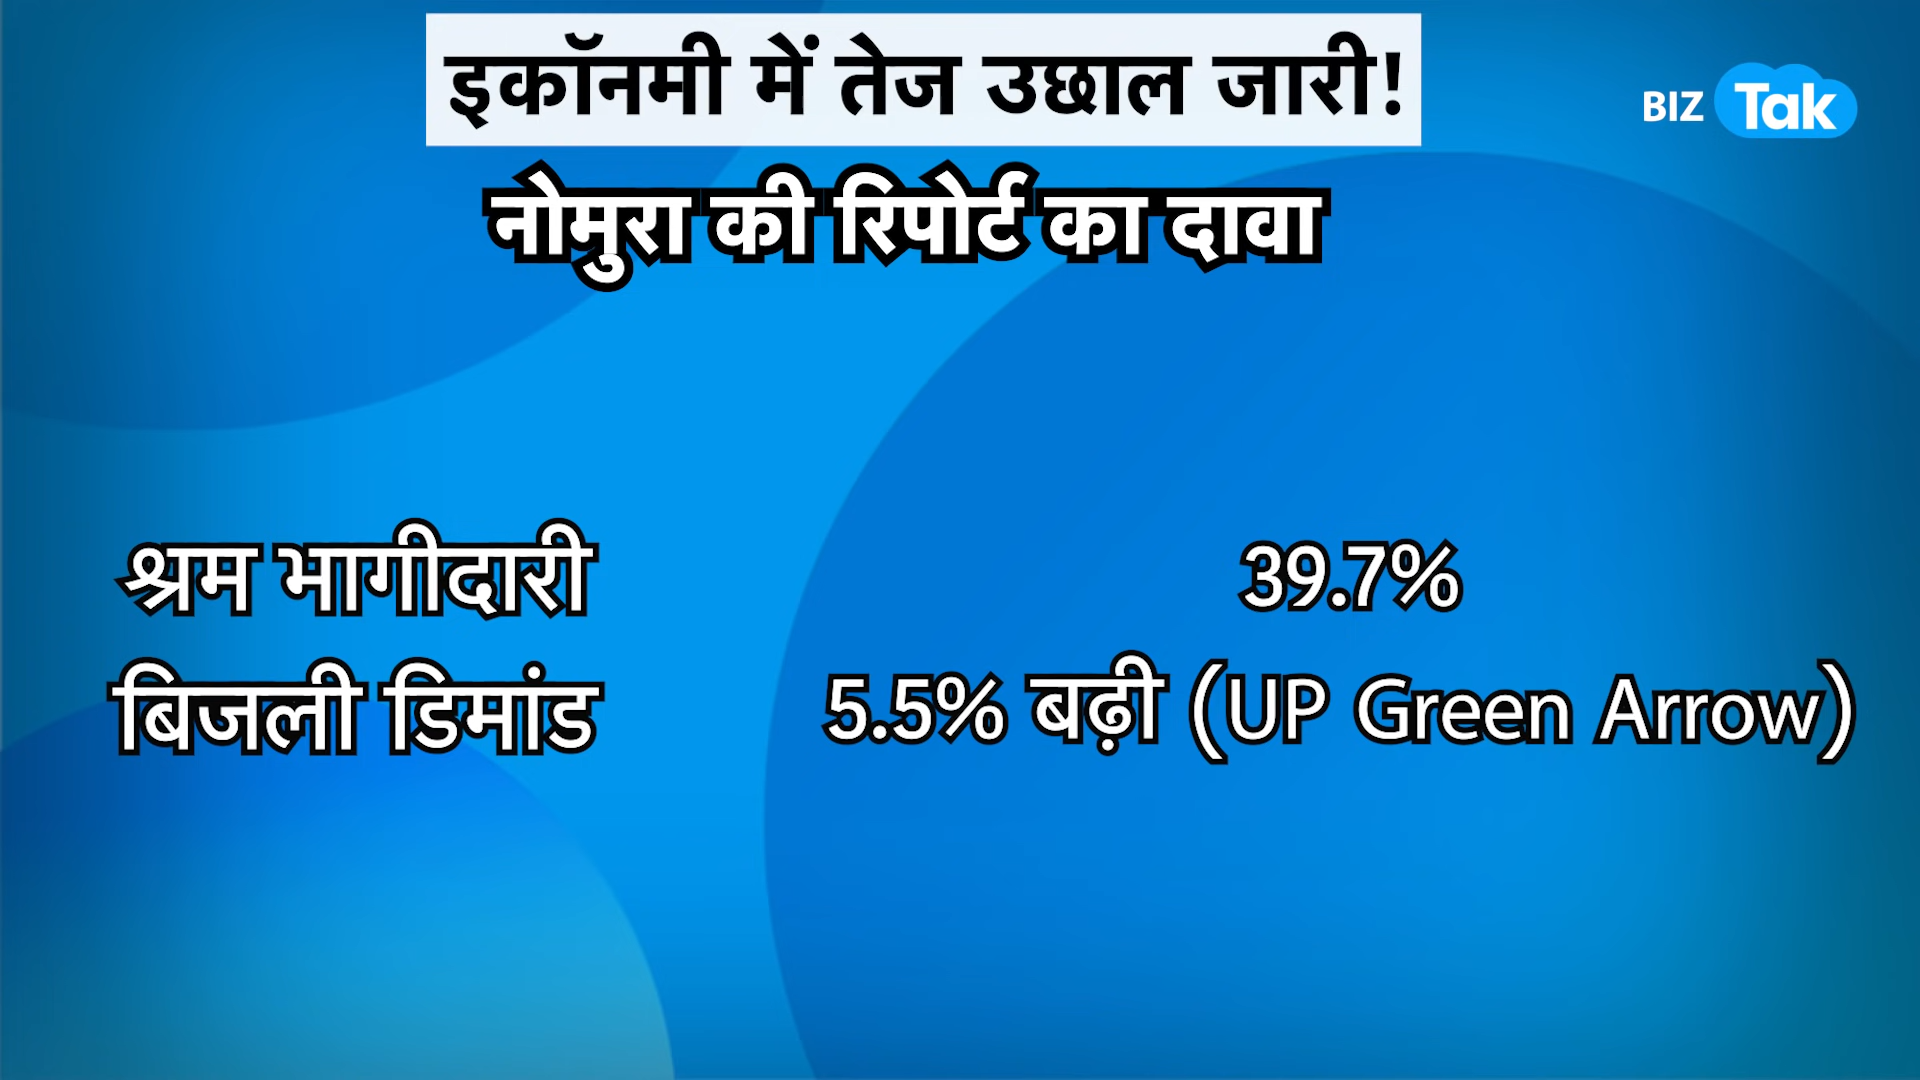 इकॉनमी में तेज उछाल जारी!
BIZ Tak
नोमुरा की रिपोर्ट का दावा
श्रम भागीदारी 39.7%
बिजली डिमांड 5.5% बढ़ी (UP Green Arrow)